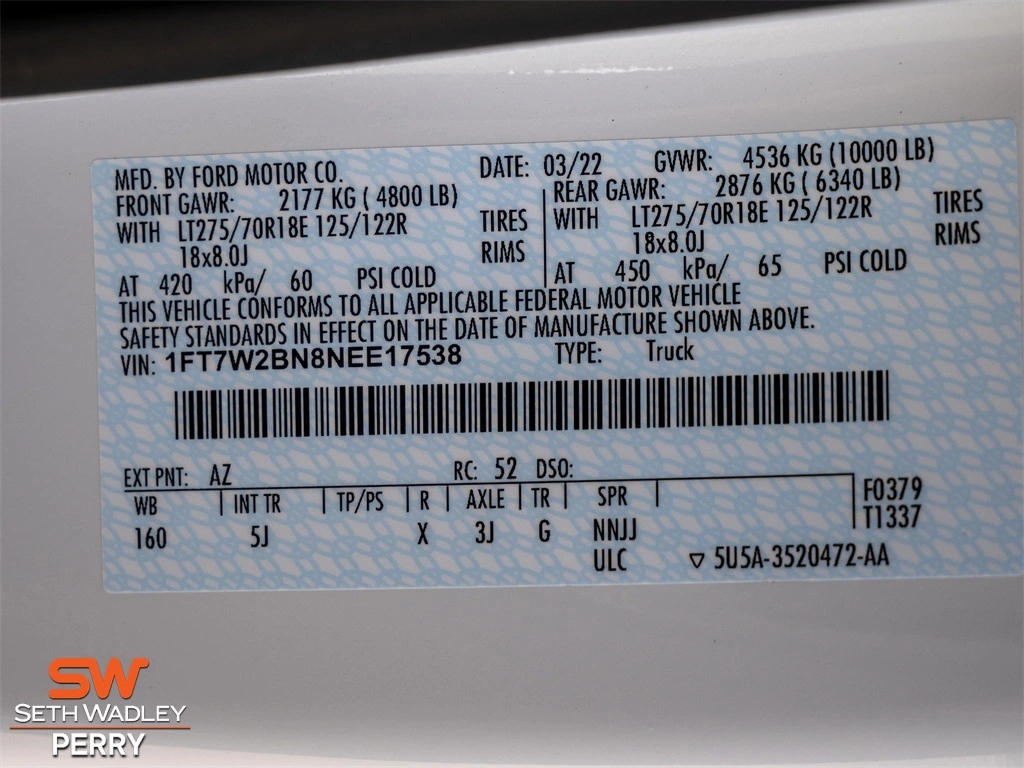 MFD. BY FORD MOTOR CO. DATE: 03/22 GVWR: 4536 KG (10000 LB)
FRONT GAWR: 2177 KG ( 4800 LB) REAR GAWR: 2876 KG ( 6340 LB)
WITH LT275/70R18E 125/122R TIRES WITH LT275/70R18E 125/122R TIRES
18x8.0J RIMS 18x8.0J RIMS
AT 420 kPa/ 60 PSI COLD AT 450 kPa/ 65 PSI COLD
THIS VEHICLE CONFORMS TO ALL APPLICABLE FEDERAL MOTOR VEHICLE
SAFETY STANDARDS IN EFFECT ON THE DATE OF MANUFACTURE SHOWN ABOVE.
VIN: 1FT7W2BN8NEE17538 TYPE: Truck
EXT PNT: AZ RC: 52 DSO:
WB INT TR TP/PS R AXLE TR SPR F0379
160 5J X 3J G NNJJ T1337
ULC ▽ 5U5A-3520472-AA
SW
SETH WADLEY
PERRY